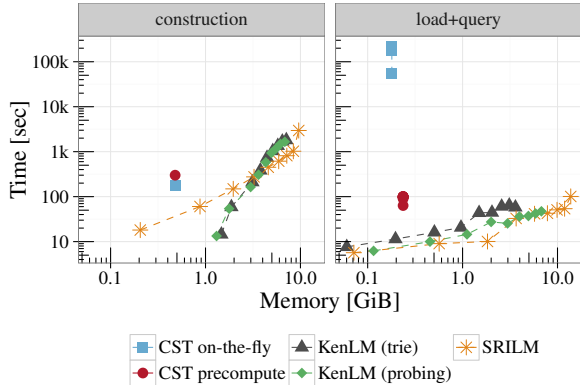 construction
load+query
Time [sec]
100k
10k
1k
100
10
0.1 1.0 10.0
0.1 1.0 10.0
Memory [GiB]
CST on-the-fly
KenLM (trie)
SRILM
CST precompute
KenLM (probing)